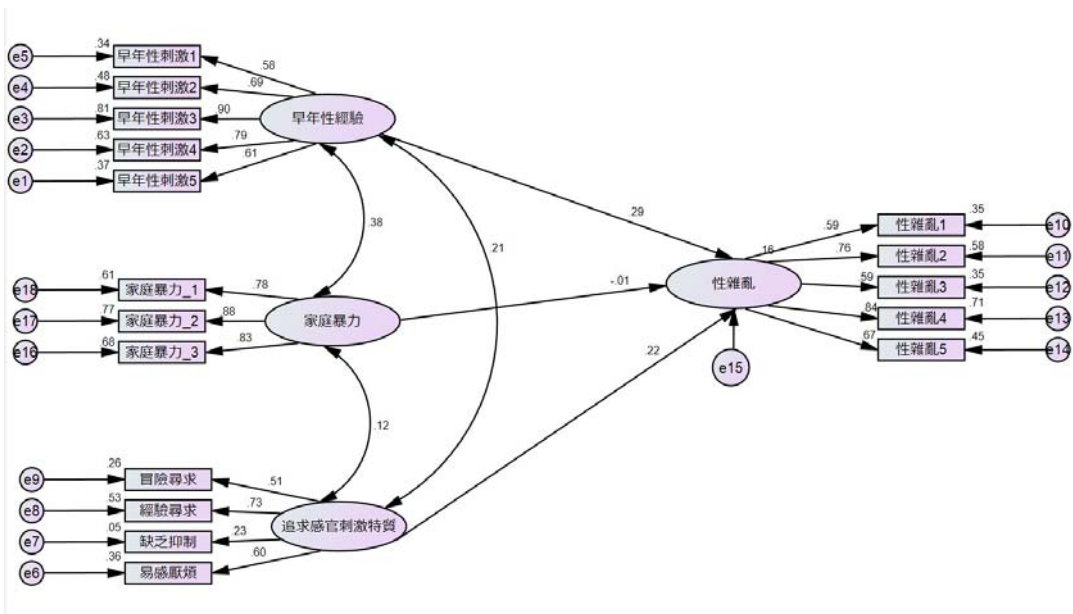 e5
.34
早年性刺激1
.58
e4
.48
早年性刺激2
.69
e3
.81
早年性刺激3
.90
e2
.63
早年性刺激4
.79
e1
.37
早年性刺激5
.61
早年性經驗
.38
.21
.29
e18
.61
家庭暴力_1
.78
e17
.77
家庭暴力_2
.88
e16
.68
家庭暴力_3
.83
家庭暴力
-.01
.12
.22
e9
.26
冒險尋求
.51
e8
.53
經驗尋求
.73
e7
.05
缺乏抑制
.23
e6
.36
易感厭煩
.60
追求感官刺激特質
性雜亂
.16
e15
.59
性雜亂1
.35
e10
.76
性雜亂2
.58
e11
.59
性雜亂3
.35
e12
.84
性雜亂4
.71
e13
.67
性雜亂5
.45
e14